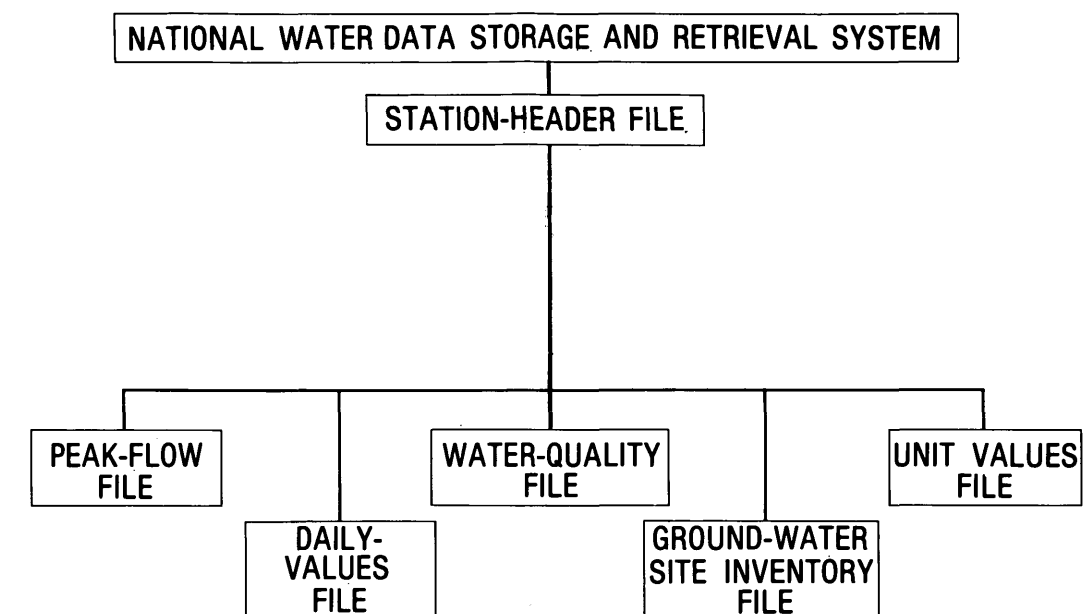 NATIONAL WATER DATA STORAGE AND RETRIEVAL SYSTEM
STATION-HEADER FILE
PEAK-FLOW
FILE
WATER-QUALITY
FILE
UNIT VALUES
FILE
DAILY-
VALUES
FILE
GROUND-WATER
SITE INVENTORY
FILE